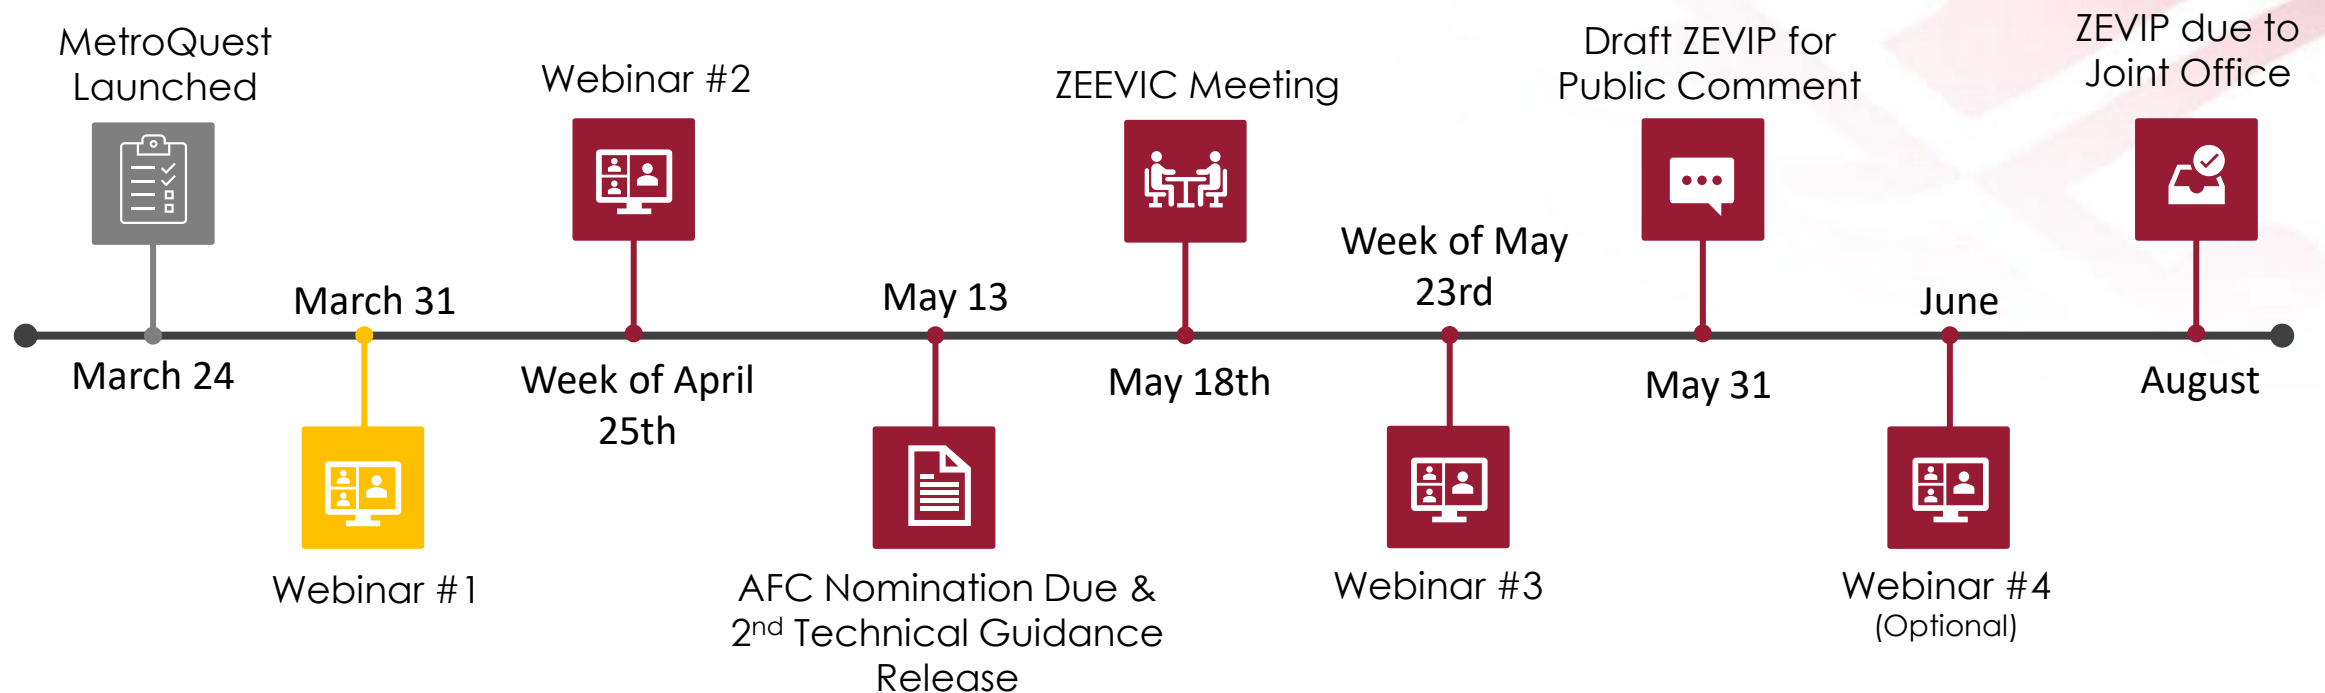 MetroQuest
Launched
March 24
March 31
Webinar #1
Webinar #2
Week of April
25th
May 13
AFC Nomination Due &
2nd Technical Guidance
Release
ZEEVIC Meeting
May 18th
Week of May
23rd
Webinar #3
Draft ZEVIP for
Public Comment
May 31
June
Webinar #4
(Optional)
ZEVIP due to
Joint Office
August